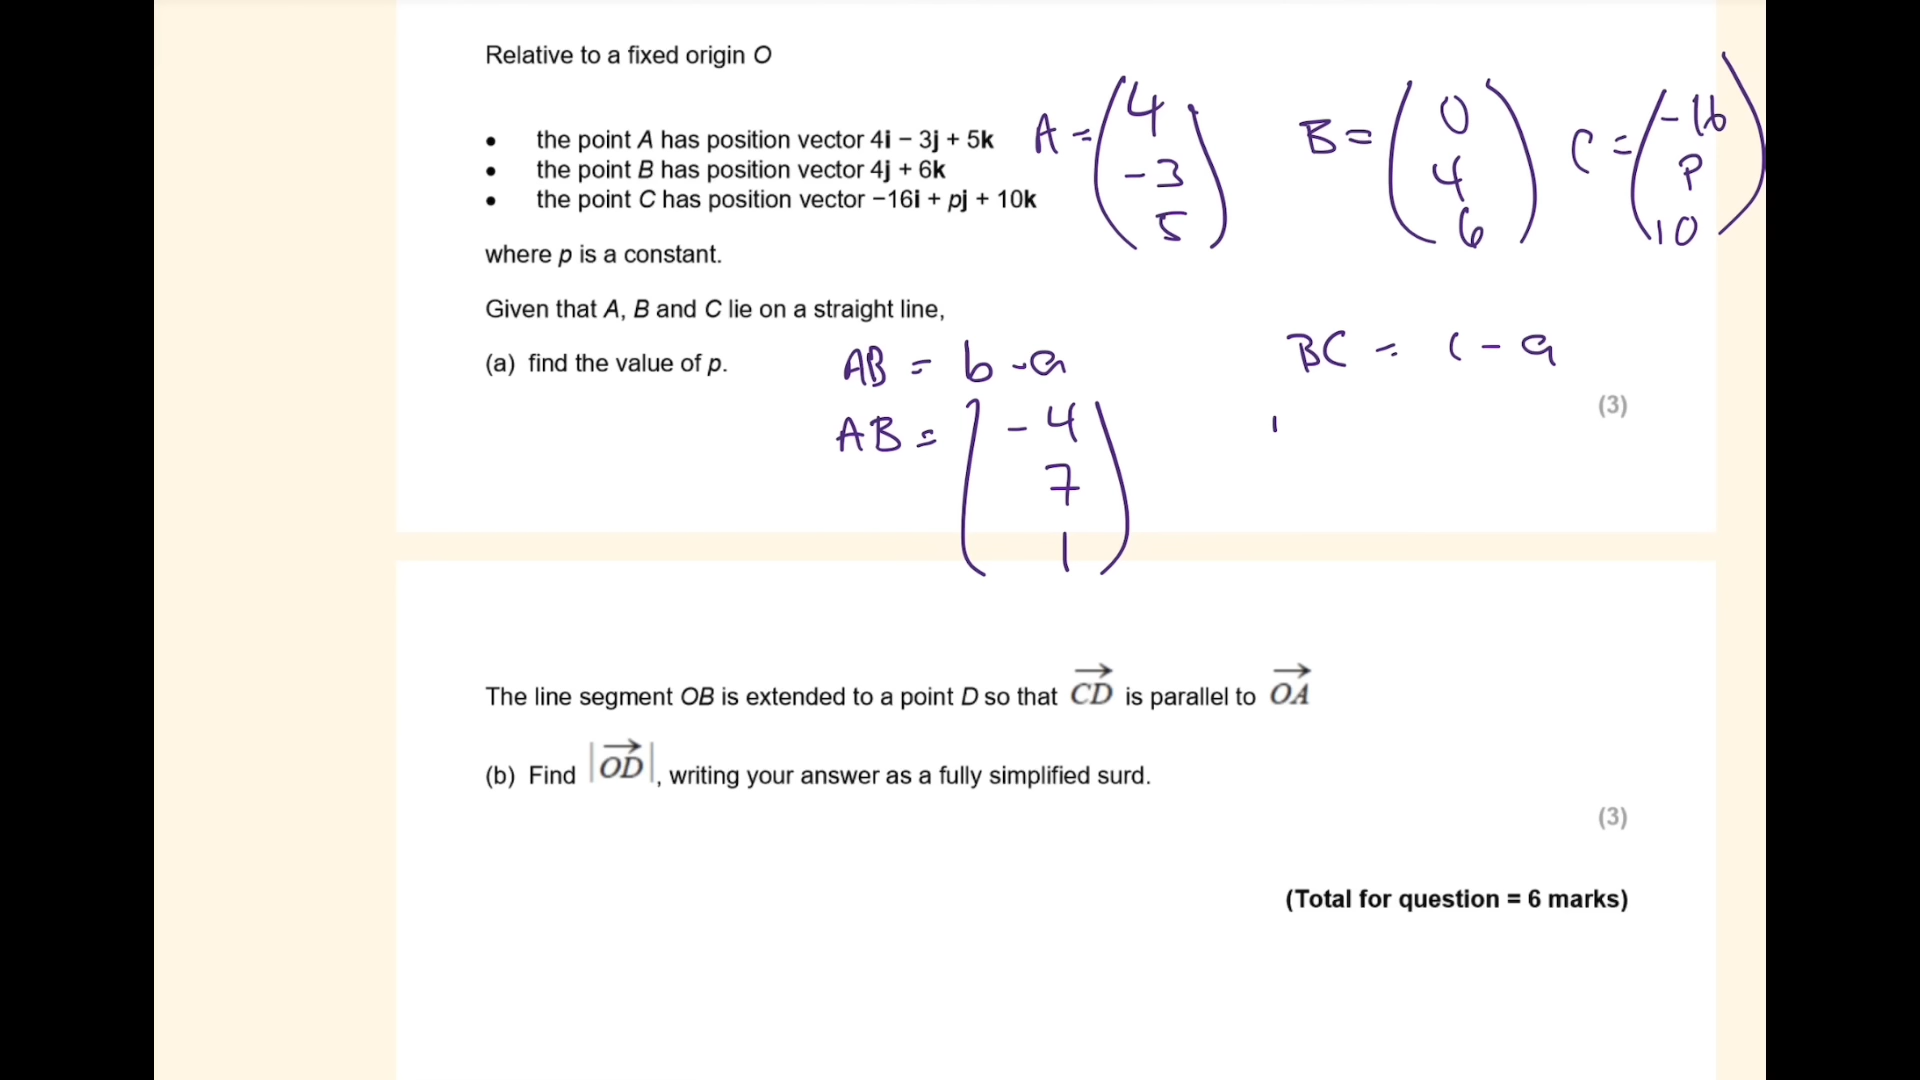 Relative to a fixed origin O
• the point A has position vector 4i − 3j + 5k
• the point B has position vector 4j + 6k
• the point C has position vector −16i + pj + 10k
A = (4 -3 5)
B = (0 4 6)
C = (-16 P 10)
where p is a constant.
Given that A, B and C lie on a straight line,
(a) find the value of p.
AB = b - a
BC = c - a
(3)
AB = (-4 7 1)
The line segment OB is extended to a point D so that CD is parallel to OA
(b) Find |OD|, writing your answer as a fully simplified surd.
(3)
(Total for question = 6 marks)